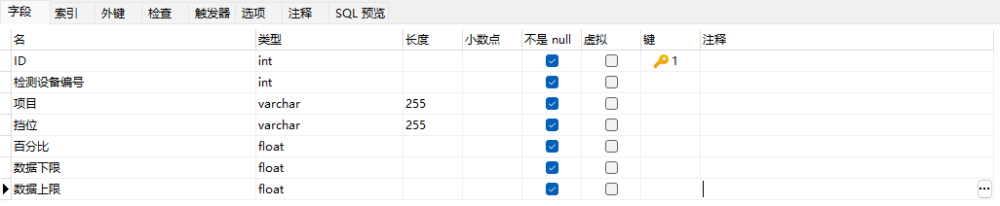 字段 索引 外键 检查 触发器 选项 注释 SQL 预览
名 类型 长度 小数点 不是 null 虚拟 键 注释
ID int 1
检测设备编号 int
项目 varchar 255
挡位 varchar 255
百分比 float
数据下限 float
数据上限 float